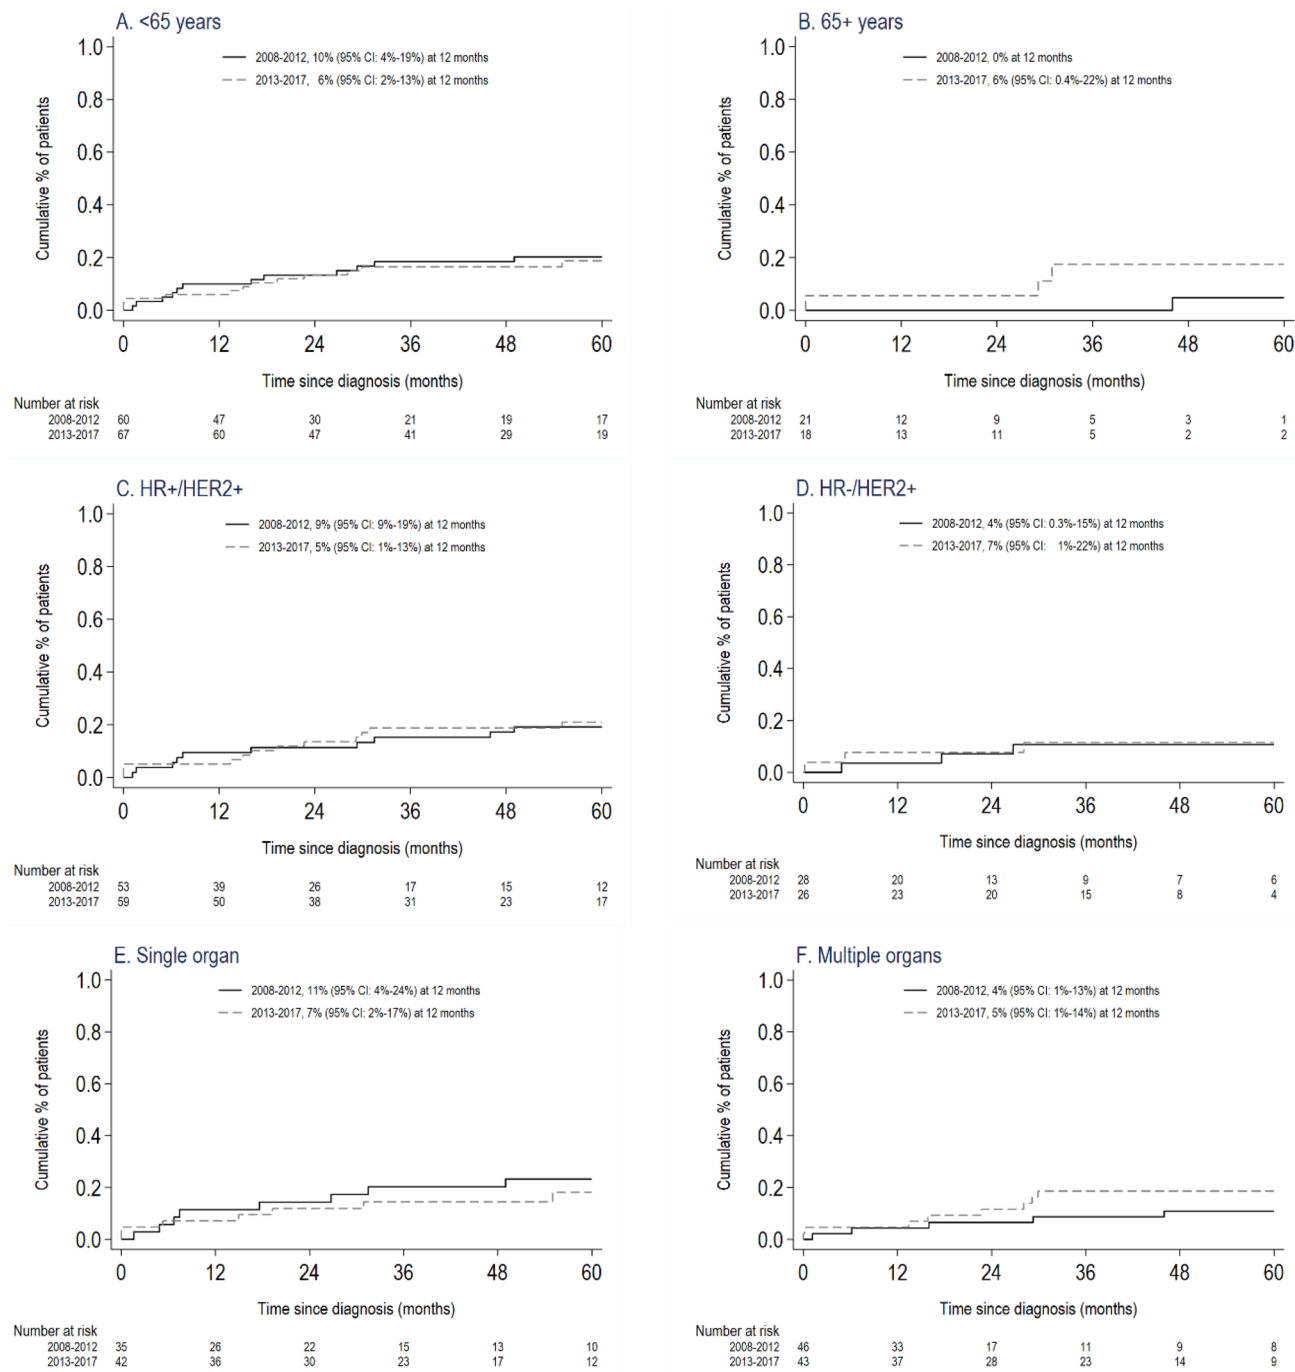 A. <65 years
1.0
0.8
0.6
0.4
0.2
0.0
Cumulative % of patients
2008-2012, 10% (95% CI: 4%-19%) at 12 months
2013-2017, 6% (95% CI: 2%-13%) at 12 months
0 12 24 36 48 60
Time since diagnosis (months)
Number at risk
2008-2012 60 47 30 21 19 17
2013-2017 67 60 47 41 29 19
B. 65+ years
1.0
0.8
0.6
0.4
0.2
0.0
Cumulative % of patients
2008-2012, 0% at 12 months
2013-2017, 6% (95% CI: 0.4%-22%) at 12 months
0 12 24 36 48 60
Time since diagnosis (months)
Number at risk
2008-2012 21 12 9 5 3 1
2013-2017 18 13 11 5 2 2
C. HR+/HER2+
1.0
0.8
0.6
0.4
0.2
0.0
Cumulative % of patients
2008-2012, 9% (95% CI: 9%-19%) at 12 months
2013-2017, 5% (95% CI: 1%-13%) at 12 months
0 12 24 36 48 60
Time since diagnosis (months)
Number at risk
2008-2012 53 39 26 17 15 12
2013-2017 59 50 38 31 23 17
D. HR-/HER2+
1.0
0.8
0.6
0.4
0.2
0.0
Cumulative % of patients
2008-2012, 4% (95% CI: 0.3%-15%) at 12 months
2013-2017, 7% (95% CI: 1%-22%) at 12 months
0 12 24 36 48 60
Time since diagnosis (months)
Number at risk
2008-2012 28 20 13 9 7 6
2013-2017 26 23 20 15 8 4
E. Single organ
1.0
0.8
0.6
0.4
0.2
0.0
Cumulative % of patients
2008-2012, 11% (95% CI: 4%-24%) at 12 months
2013-2017, 7% (95% CI: 2%-17%) at 12 months
0 12 24 36 48 60
Time since diagnosis (months)
Number at risk
2008-2012 35 26 22 15 13 10
2013-2017 42 36 30 23 17 12
F. Multiple organs
1.0
0.8
0.6
0.4
0.2
0.0
Cumulative % of patients
2008-2012, 4% (95% CI: 1%-13%) at 12 months
2013-2017, 5% (95% CI: 1%-14%) at 12 months
0 12 24 36 48 60
Time since diagnosis (months)
Number at risk
2008-2012 46 33 17 11 9 8
2013-2017 43 37 28 23 14 9